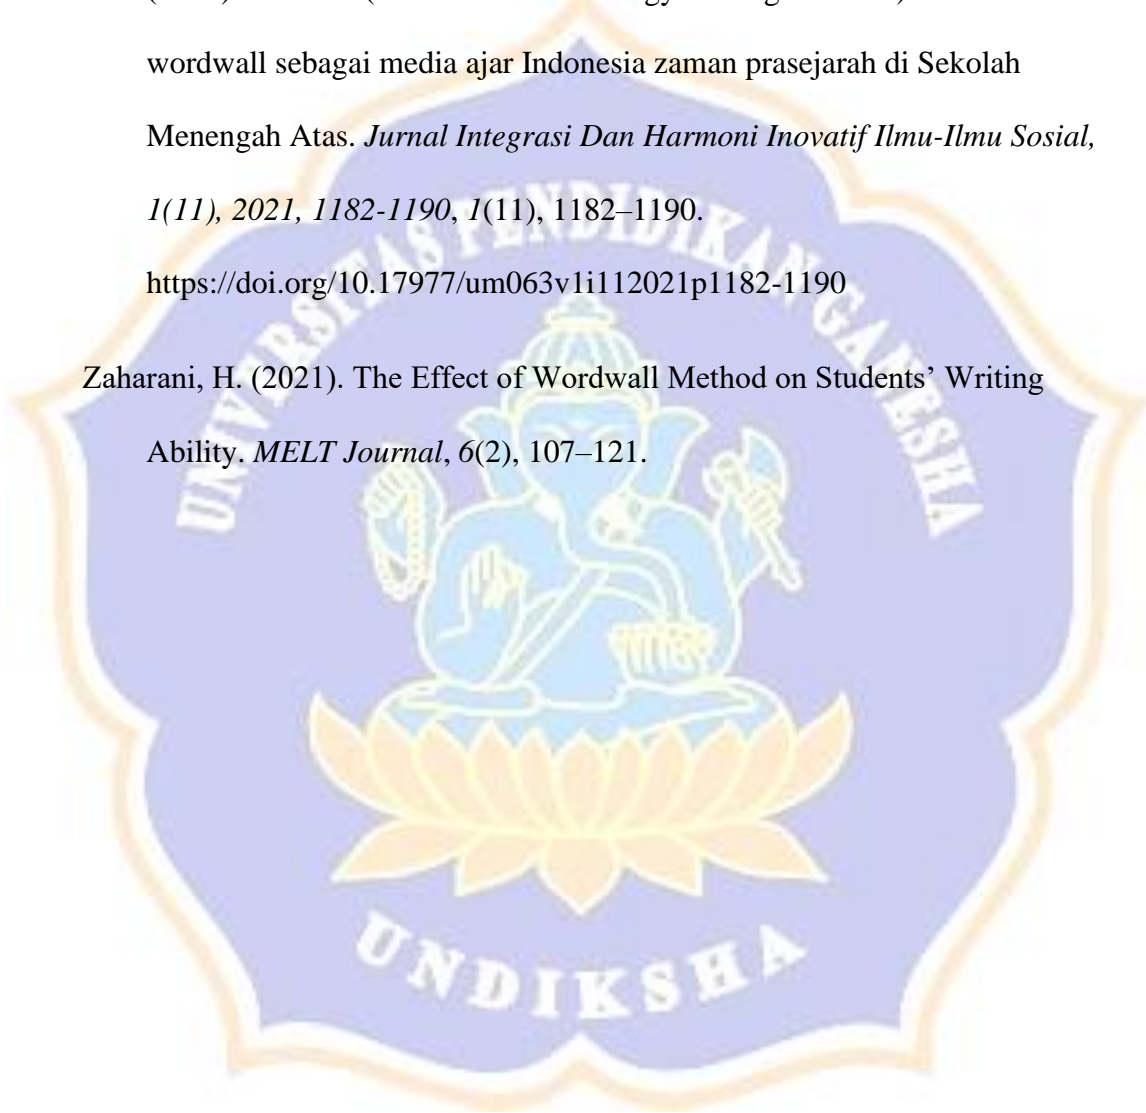 wordwall sebagai media ajar Indonesia zaman prasejarah di Sekolah
Menengah Atas. Jurnal Integrasi Dan Harmoni Inovatif Ilmu-Ilmu Sosial,
1(11), 2021, 1182-1190, 1(11), 1182–1190.
https://doi.org/10.17977/um063v1i112021p1182-1190
Zaharani, H. (2021). The Effect of Wordwall Method on Students’ Writing
Ability. MELT Journal, 6(2), 107–121.
UNIVERSITAS PENDIDIKAN GANESHA
UNDIKSHA